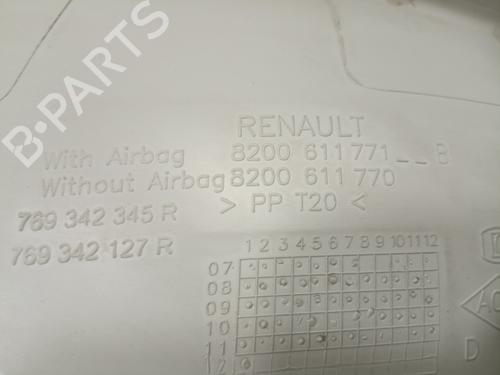 B-PARTS
RENAULT
With Airbag 8200 611 771 _ _ B
Without Airbag 8200 611 770
769 342 345 R > PP T20 <
769 342 127 R
1 2 3 4 5 6 7 8 9 10 11 12
07
08
09
10
11
12
D